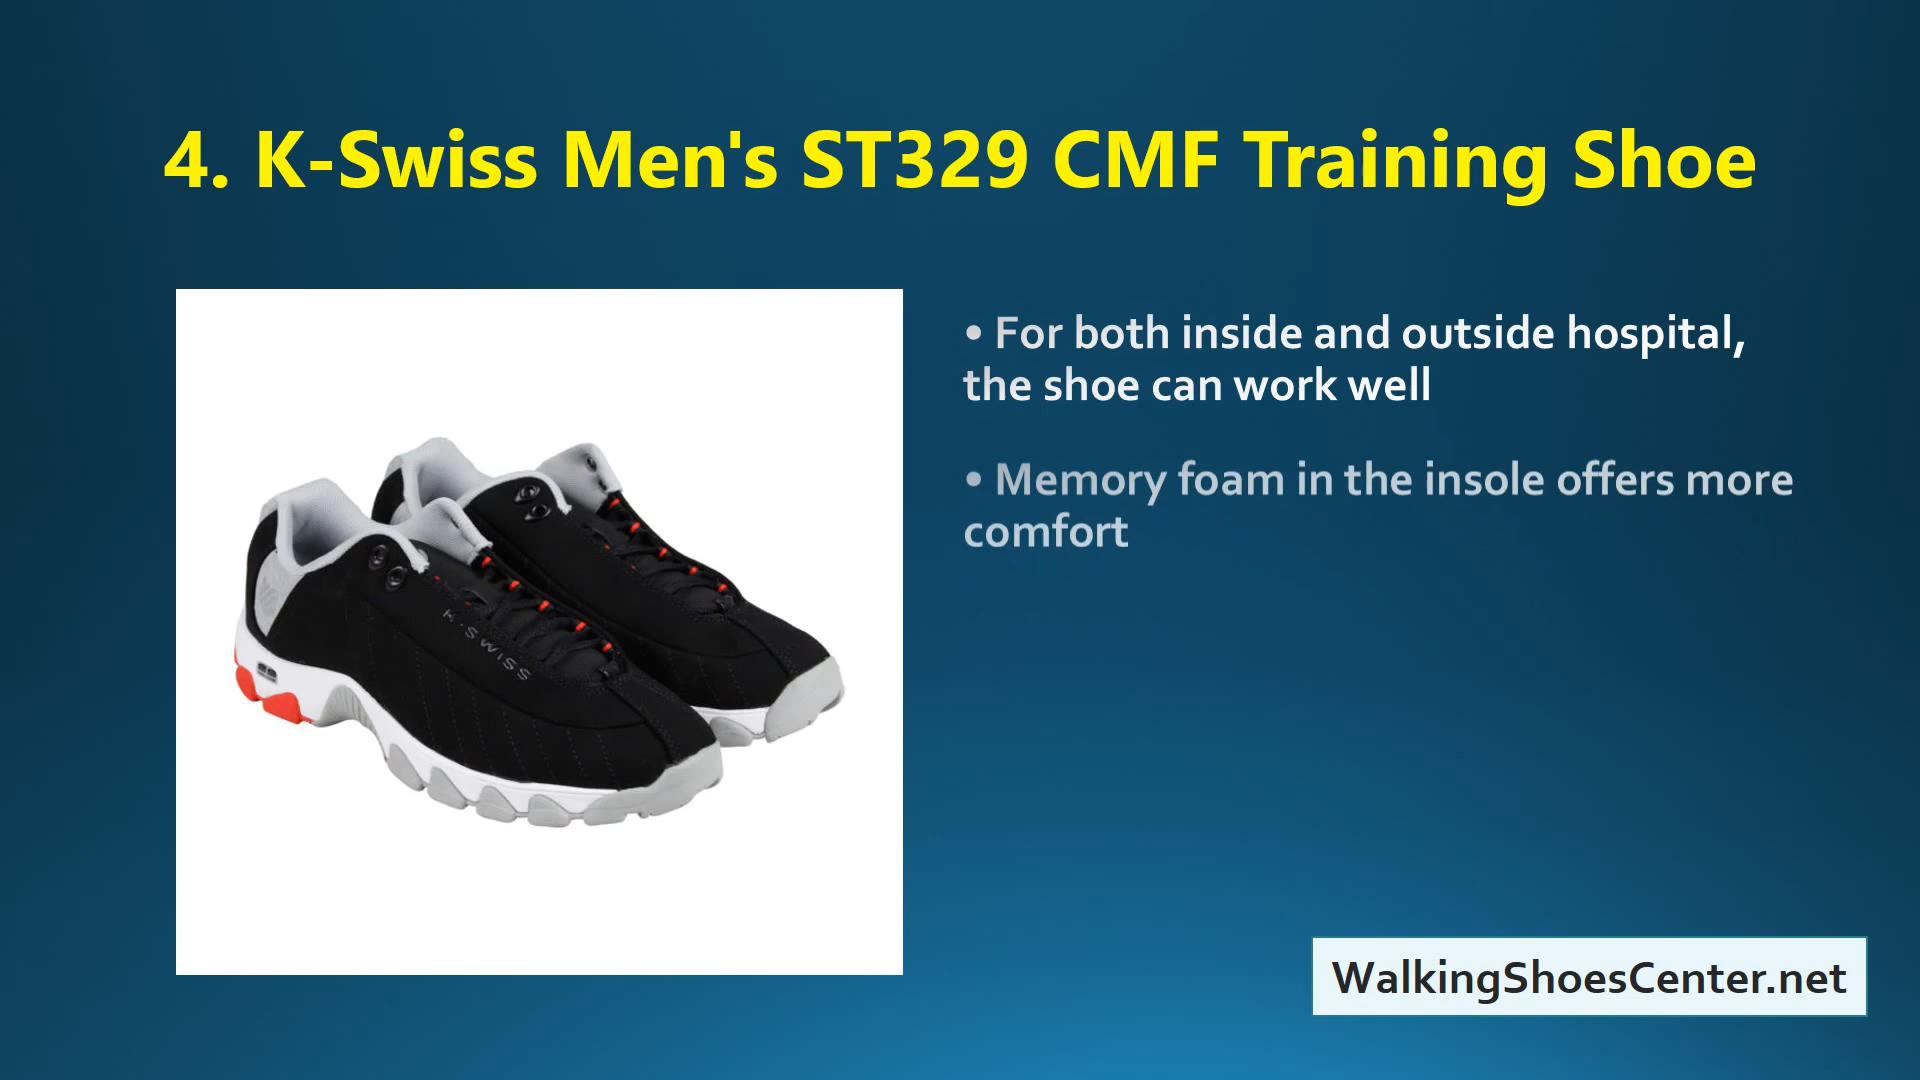 4. K-Swiss Men's ST329 CMF Training Shoe
• For both inside and outside hospital,
the shoe can work well
• Memory foam in the insole offers more
comfort
K-SWISS
WalkingShoesCenter.net